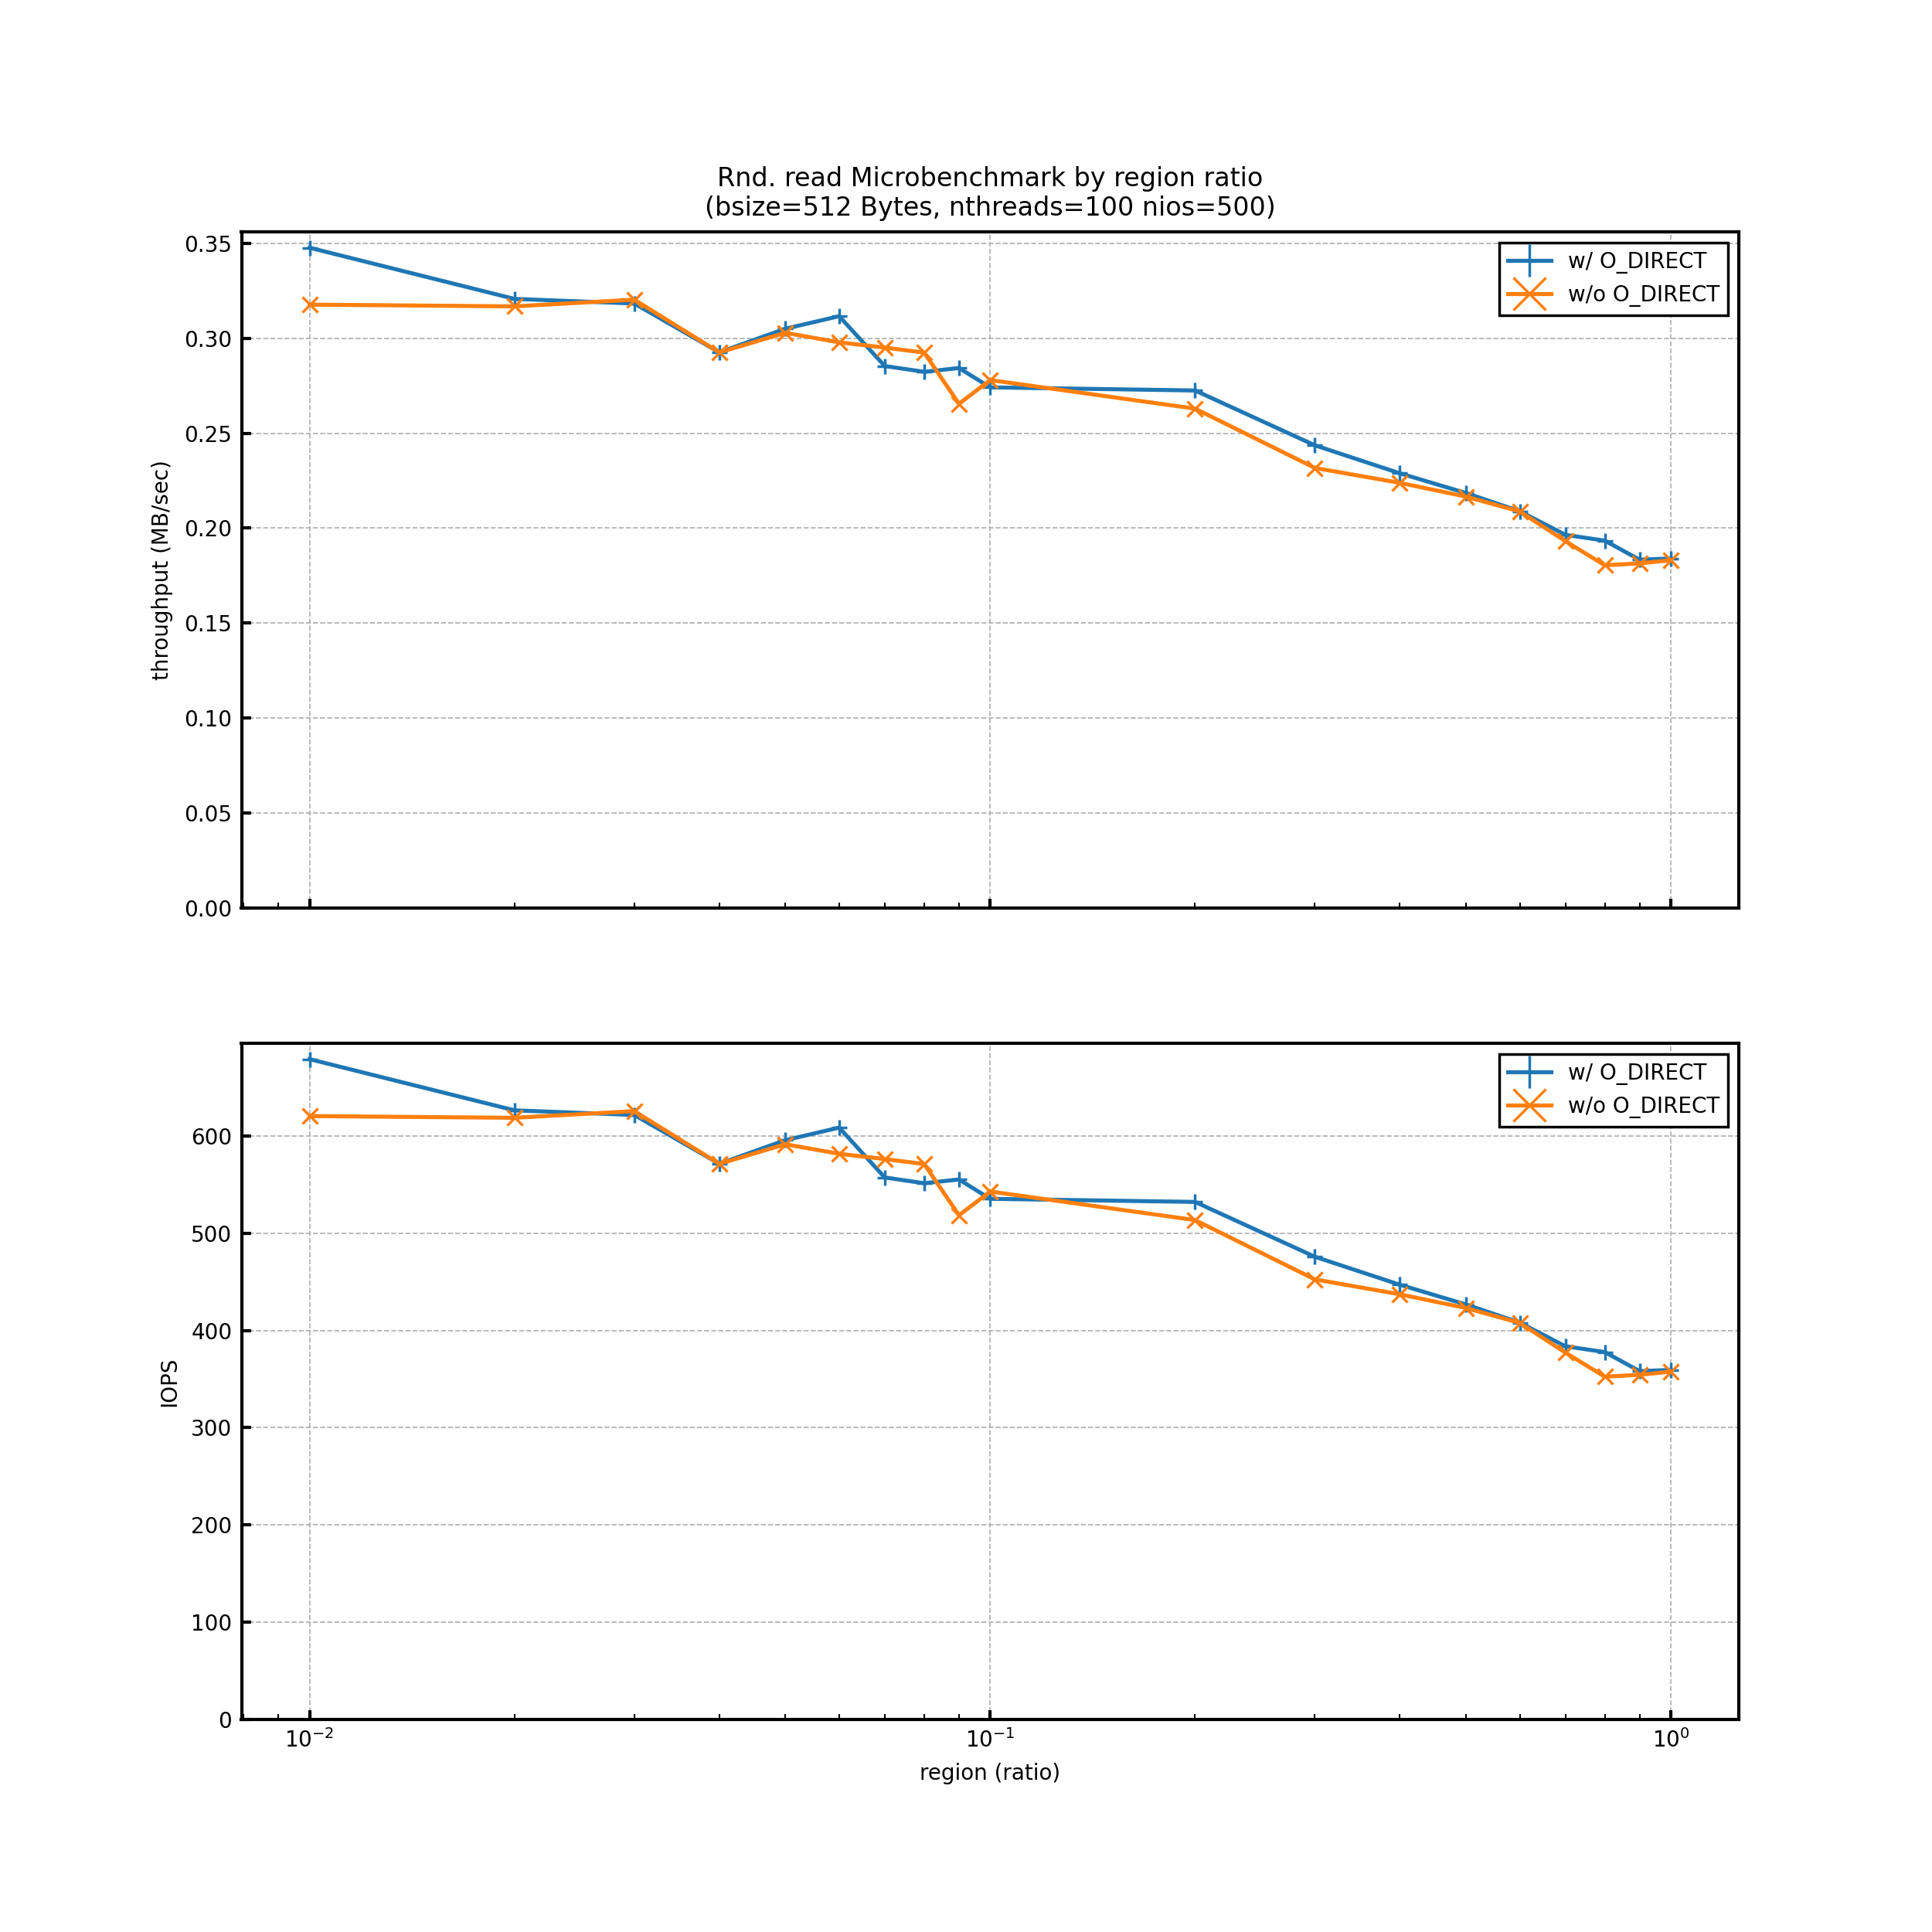 Rnd. read Microbenchmark by region ratio
(bsize=512 Bytes, nthreads=100 nios=500)
0.35
0.30
0.25
0.20
0.15
0.10
0.05
0.00
throughput (MB/sec)
w/ O_DIRECT
w/o O_DIRECT
600
500
400
300
200
100
0
IOPS
w/ O_DIRECT
w/o O_DIRECT
10⁻² 10⁻¹ 10⁰
region (ratio)